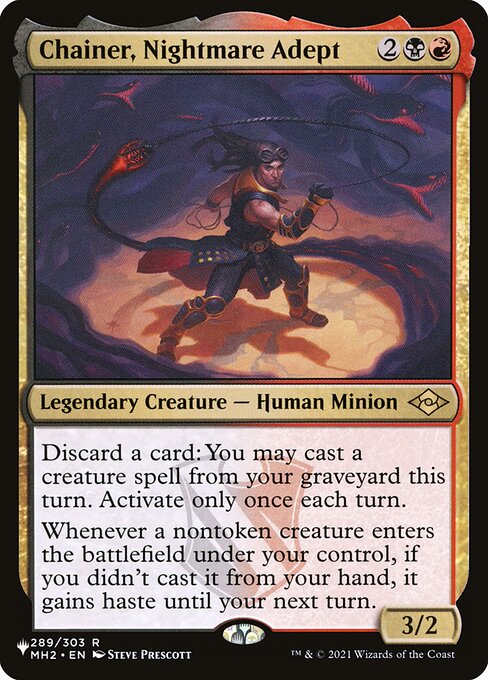 Chainer, Nightmare Adept 2
Legendary Creature — Human Minion
Discard a card: You may cast a
creature spell from your graveyard this
turn. Activate only once each turn.
Whenever a nontoken creature enters
the battlefield under your control, if
you didn't cast it from your hand, it
gains haste until your next turn.
3/2
289/303 R
MH2 • EN Steve Prescott
™ & © 2021 Wizards of the Coast